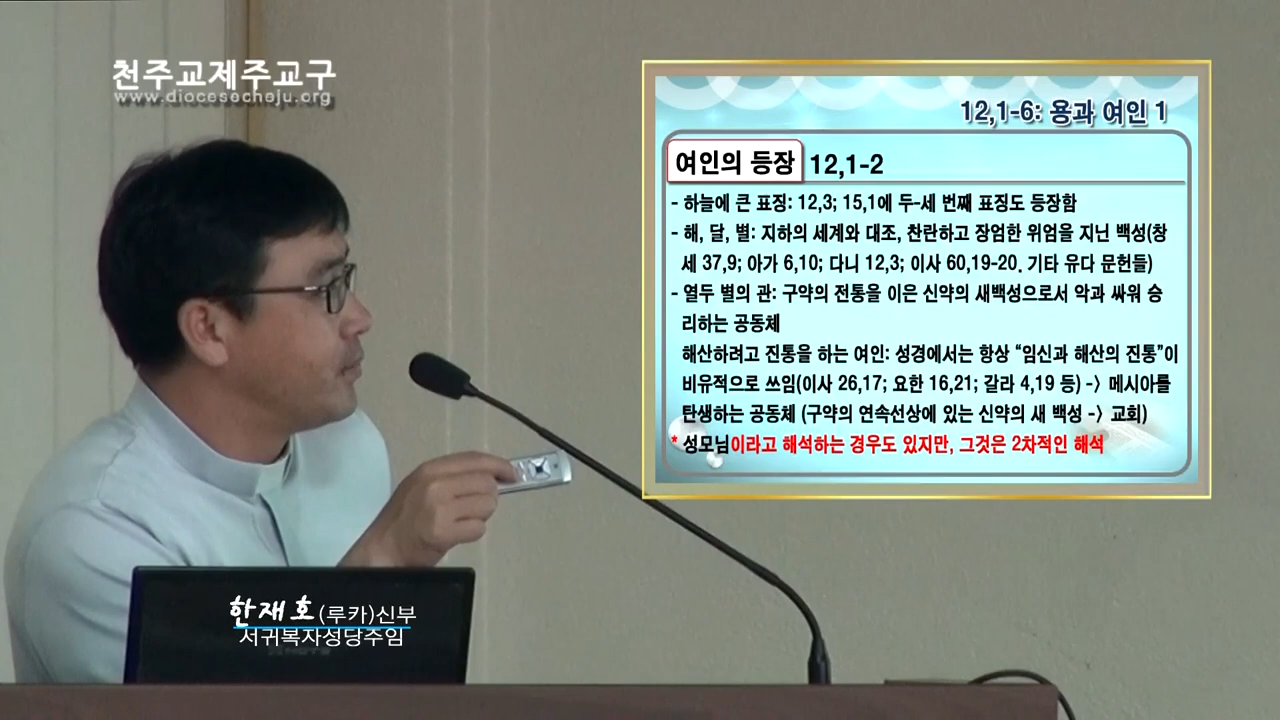 천주교제주교구
www.diocesecheju.org
12,1-6: 용과 여인 1
여인의 등장 12,1-2
- 하늘에 큰 표징: 12,3; 15,1에 두-세 번째 표징도 등장함
- 해, 달, 별: 지하의 세계와 대조, 찬란하고 장엄한 위엄을 지닌 백성(창
세 37,9; 아가 6,10; 다니 12,3; 이사 60,19-20. 기타 유다 문헌들)
- 열두 별의 관: 구약의 전통을 이은 신약의 새백성으로서 악과 싸워 승
리하는 공동체
해산하려고 진통을 하는 여인: 성경에서는 항상 “임신과 해산의 진통”이
비유적으로 쓰임(이사 26,17; 요한 16,21; 갈라 4,19 등) -> 메시아를
탄생하는 공동체 (구약의 연속선상에 있는 신약의 새 백성 -> 교회)
* 성모님이라고 해석하는 경우도 있지만, 그것은 2차적인 해석
한재호(루카)신부
서귀복자성당주임